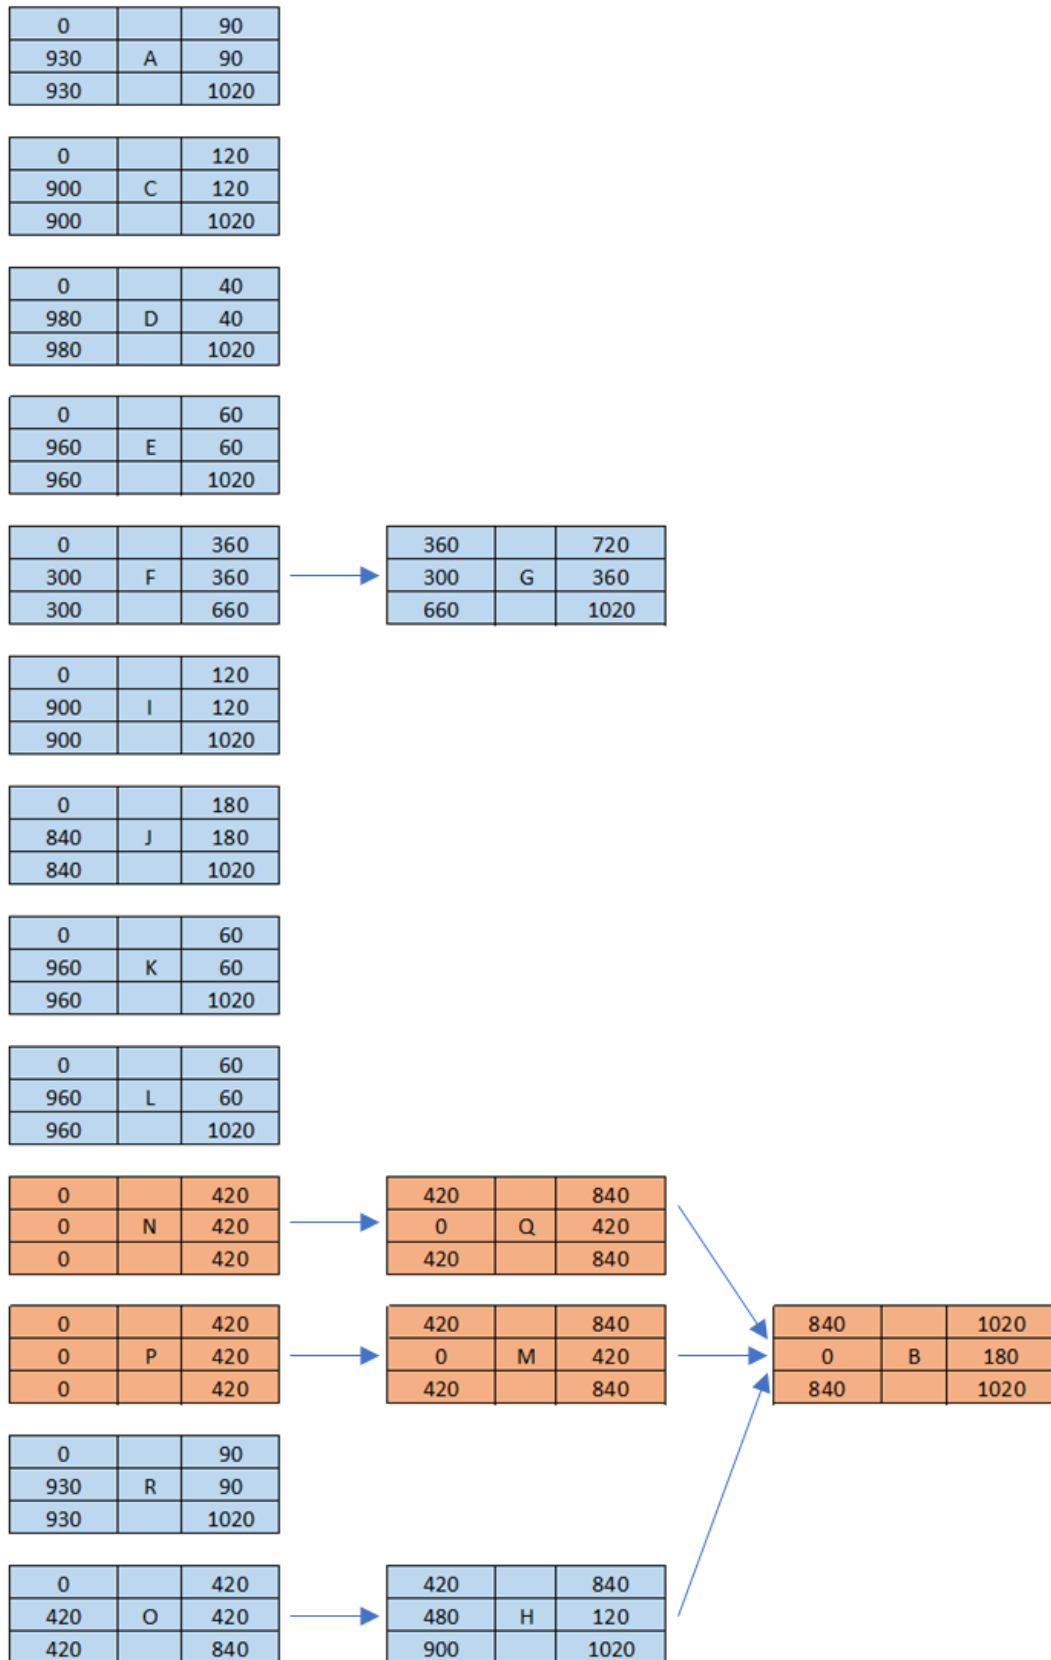 0 90
930 A 90
930 1020
0 120
900 C 120
900 1020
0 40
980 D 40
980 1020
0 60
960 E 60
960 1020
0 360
300 F 360
300 660
360 720
300 G 360
660 1020
0 120
900 I 120
900 1020
0 180
840 J 180
840 1020
0 60
960 K 60
960 1020
0 60
960 L 60
960 1020
0 420
0 N 420
0 420
420 840
0 Q 420
420 840
0 420
0 P 420
0 420
420 840
0 M 420
420 840
840 1020
0 B 180
840 1020
0 90
930 R 90
930 1020
0 420
420 O 420
420 840
420 840
480 H 120
900 1020